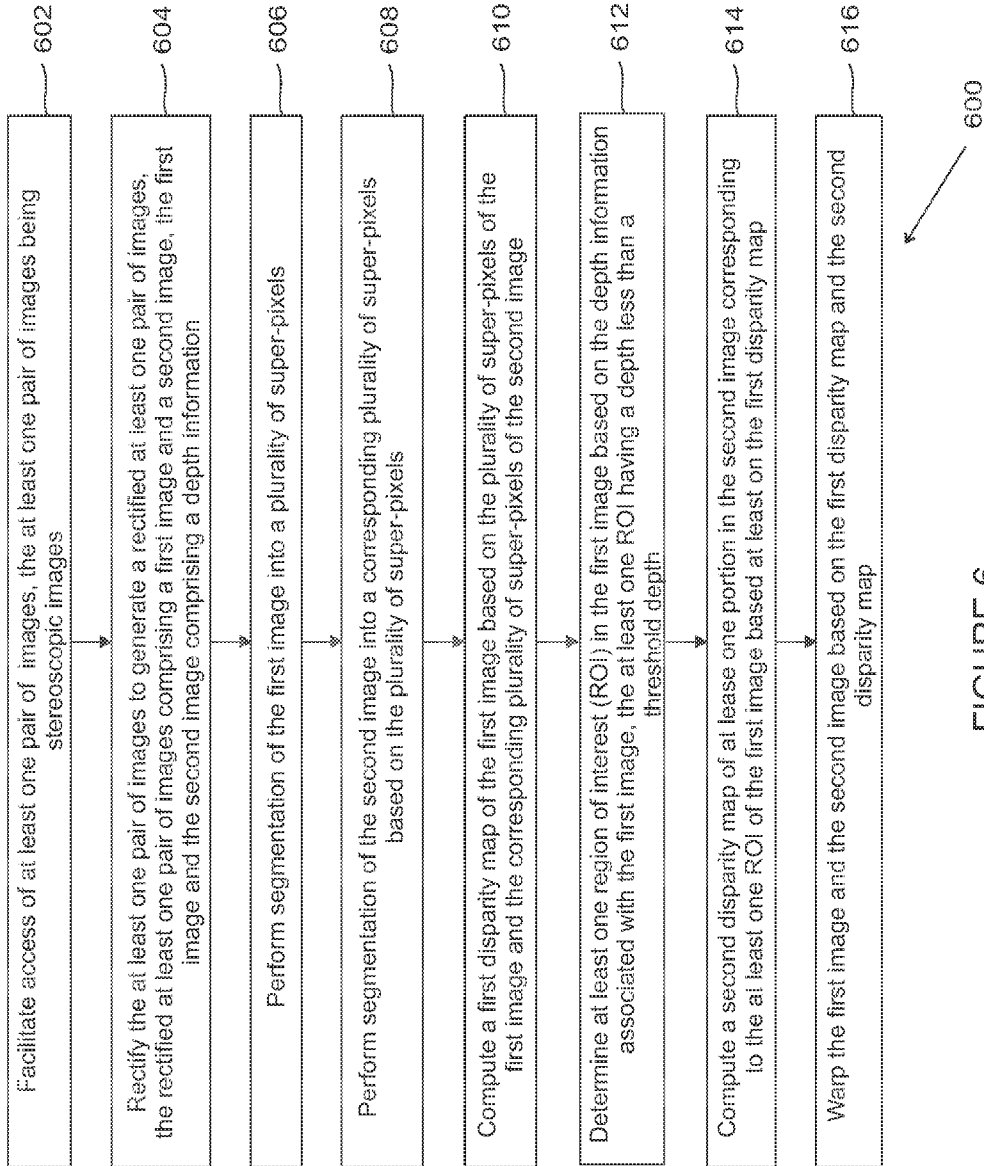 Facilitate access of at least one pair of images, the at least one pair of images being
stereoscopic images
602
Rectify the at least one pair of images to generate a rectified at least one pair of images,
the rectified at least one pair of images comprising a first image and a second image, the first
image and the second image comprising a depth information
604
Perform segmentation of the first image into a plurality of super-pixels
606
Perform segmentation of the second image into a corresponding plurality of super-pixels
based on the plurality of super-pixels
608
Compute a first disparity map of the first image based on the plurality of super-pixels of the
first image and the corresponding plurality of super-pixels of the second image
610
Determine at least one region of interest (ROI) in the first image based on the depth information
associated with the first image, the at least one ROI having a depth less than a
threshold depth
612
Compute a second disparity map of at lease one portion in the second image corresponding
to the at least one ROI of the first image based at least on the first disparity map
614
Warp the first image and the second image based on the first disparity map and the second
disparity map
616
600
FIGURE 6